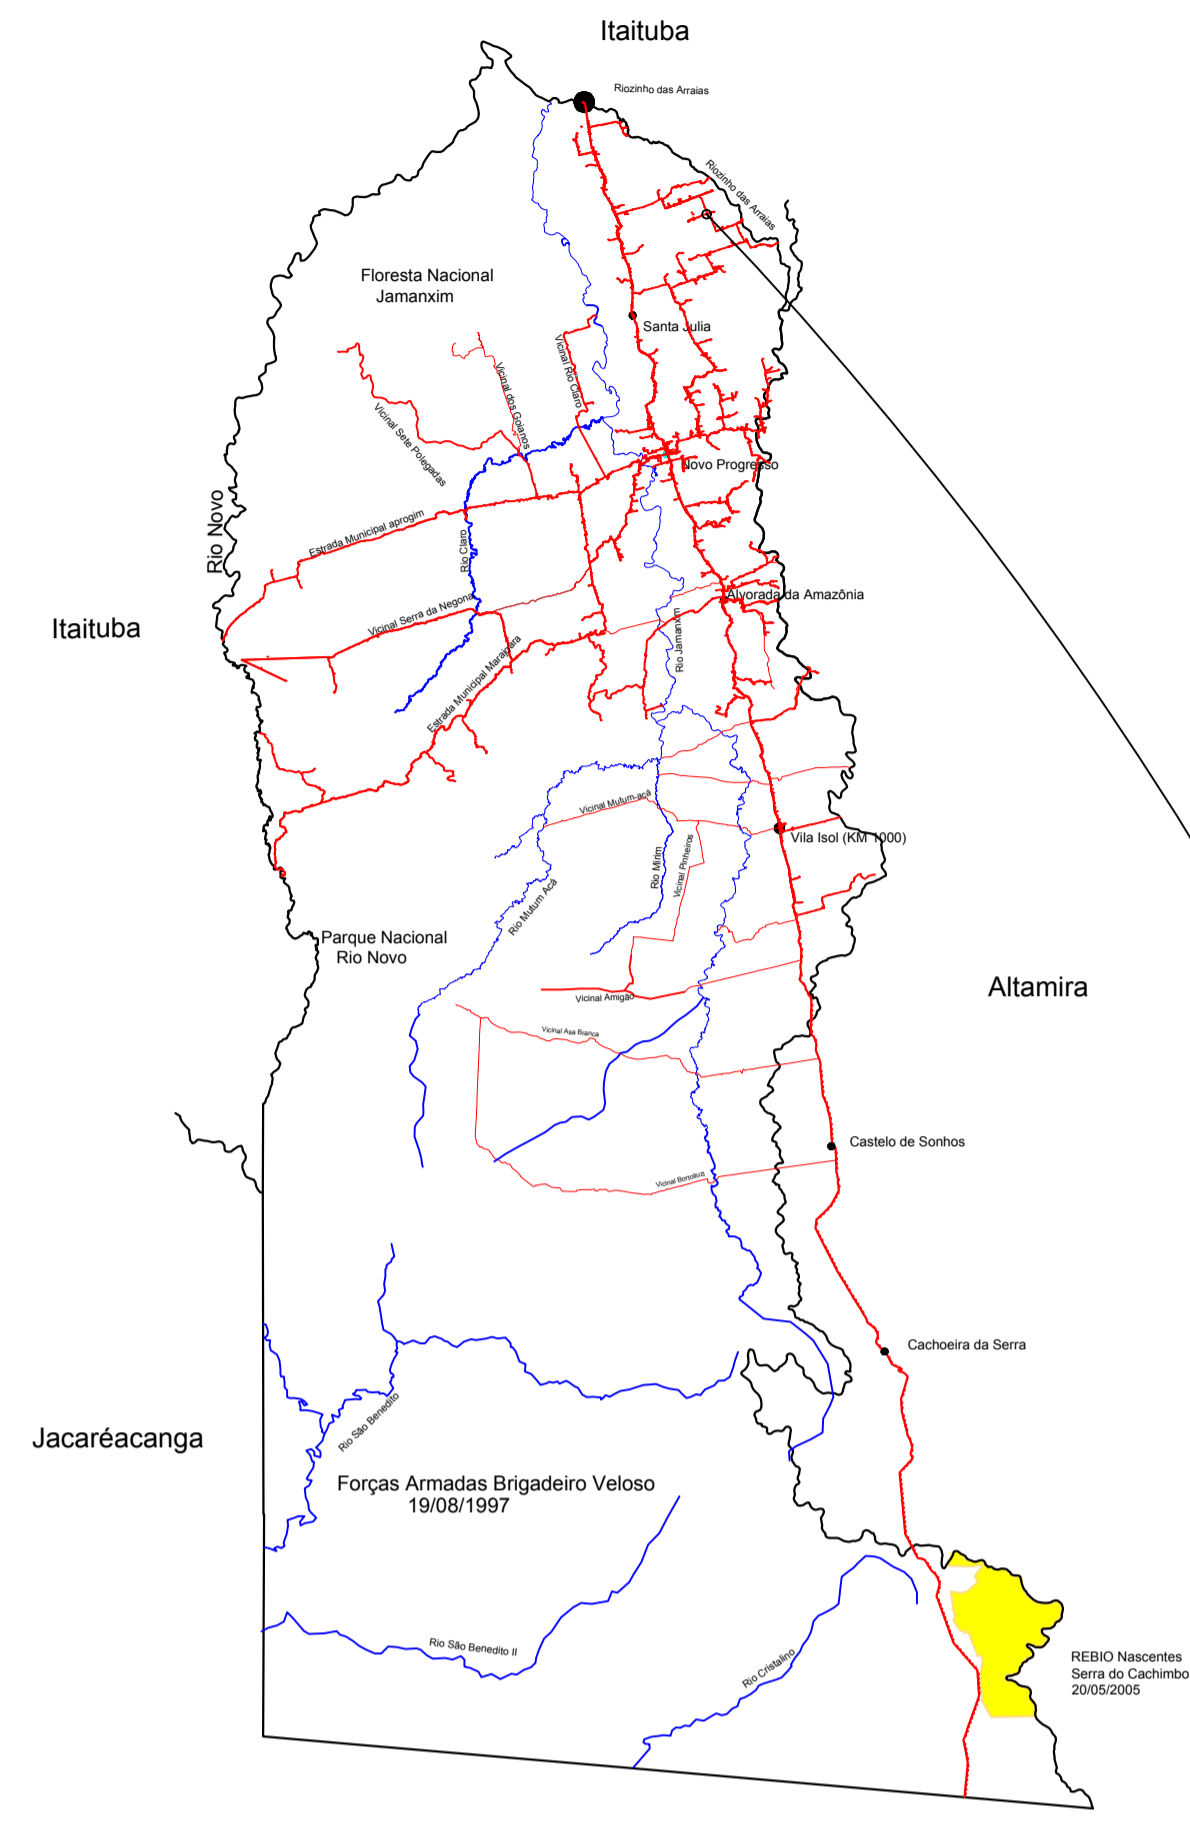 Itaituba
Riozinho das Arraias
Riozinho das Arraias
Floresta Nacional
Jamanxim
Santa Julia
Vicinal Rio Claro
Vicinal dos Goianos
Vicinal Sete Polegadas
Novo Progresso
Rio Novo
Estrada Municipal aprogim
Rio Claro
Alvorada da Amazônia
Vicinal Serra da Negona
Itaituba
Rio Jamanxim
Estrada Municipal Marajoara
Vicinal Mutum-acá
Vila Isol (KM 1000)
Vicinal Pinheiros
Rio Mirim
Rio Mutum Acá
Parque Nacional
Rio Novo
Altamira
Vicinal Amigão
Vicinal Asa Branca
Castelo de Sonhos
Vicinal Bortoluzi
Cachoeira da Serra
Rio São Benedito
Jacaréacanga
Forças Armadas Brigadeiro Veloso
19/08/1997
Rio São Benedito II
Rio Cristalino
REBIO Nascentes
Serra do Cachimbo
20/05/2005